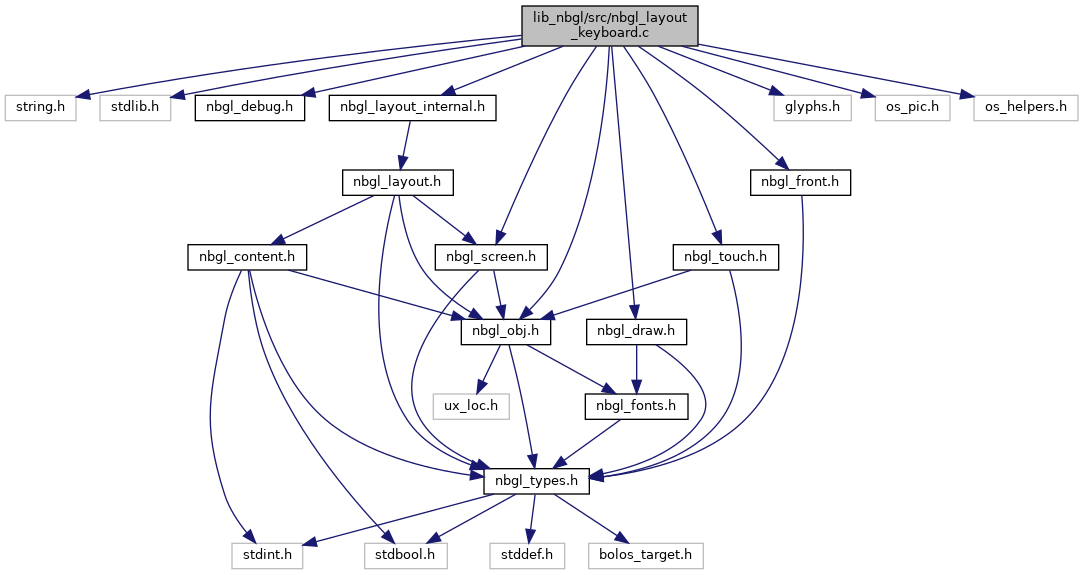 lib_nbgl/src/nbgl_layout
_keyboard.c
string.h
stdlib.h
nbgl_debug.h
nbgl_layout_internal.h
glyphs.h
os_pic.h
os_helpers.h
nbgl_layout.h
nbgl_front.h
nbgl_content.h
nbgl_screen.h
nbgl_touch.h
nbgl_obj.h
nbgl_draw.h
ux_loc.h
nbgl_fonts.h
nbgl_types.h
stdint.h
stdbool.h
stddef.h
bolos_target.h